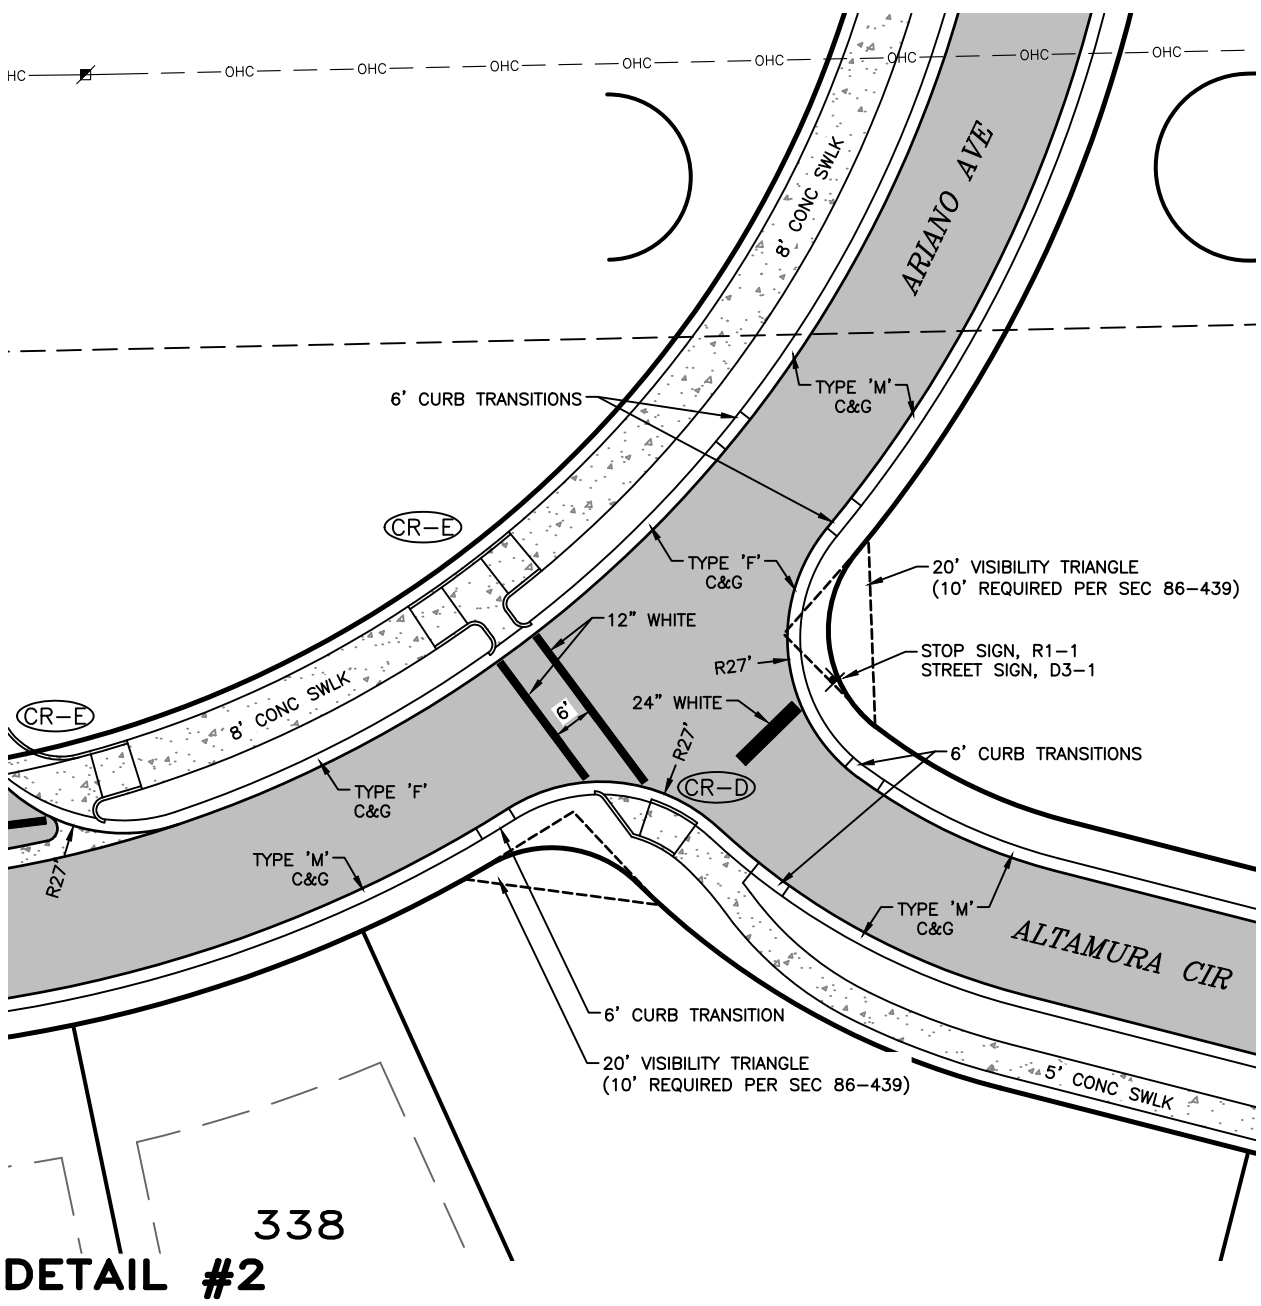 HC
OHC
OHC
OHC
OHC
OHC
OHC
OHC
OHC
ARIANO AVE
8' CONC SWLK
TYPE 'M'
C&G
6' CURB TRANSITIONS
CR-E
TYPE 'F'
C&G
20' VISIBILITY TRIANGLE
(10' REQUIRED PER SEC 86-439)
12" WHITE
STOP SIGN, R1-1
STREET SIGN, D3-1
R27'
24" WHITE
6'
8' CONC SWLK
CR-E
R27'
6' CURB TRANSITIONS
CR-D
TYPE 'F'
C&G
TYPE 'M'
C&G
R27'
TYPE 'M'
C&G
ALTAMURA CIR
6' CURB TRANSITION
20' VISIBILITY TRIANGLE
(10' REQUIRED PER SEC 86-439)
5' CONC SWLK
338
DETAIL #2